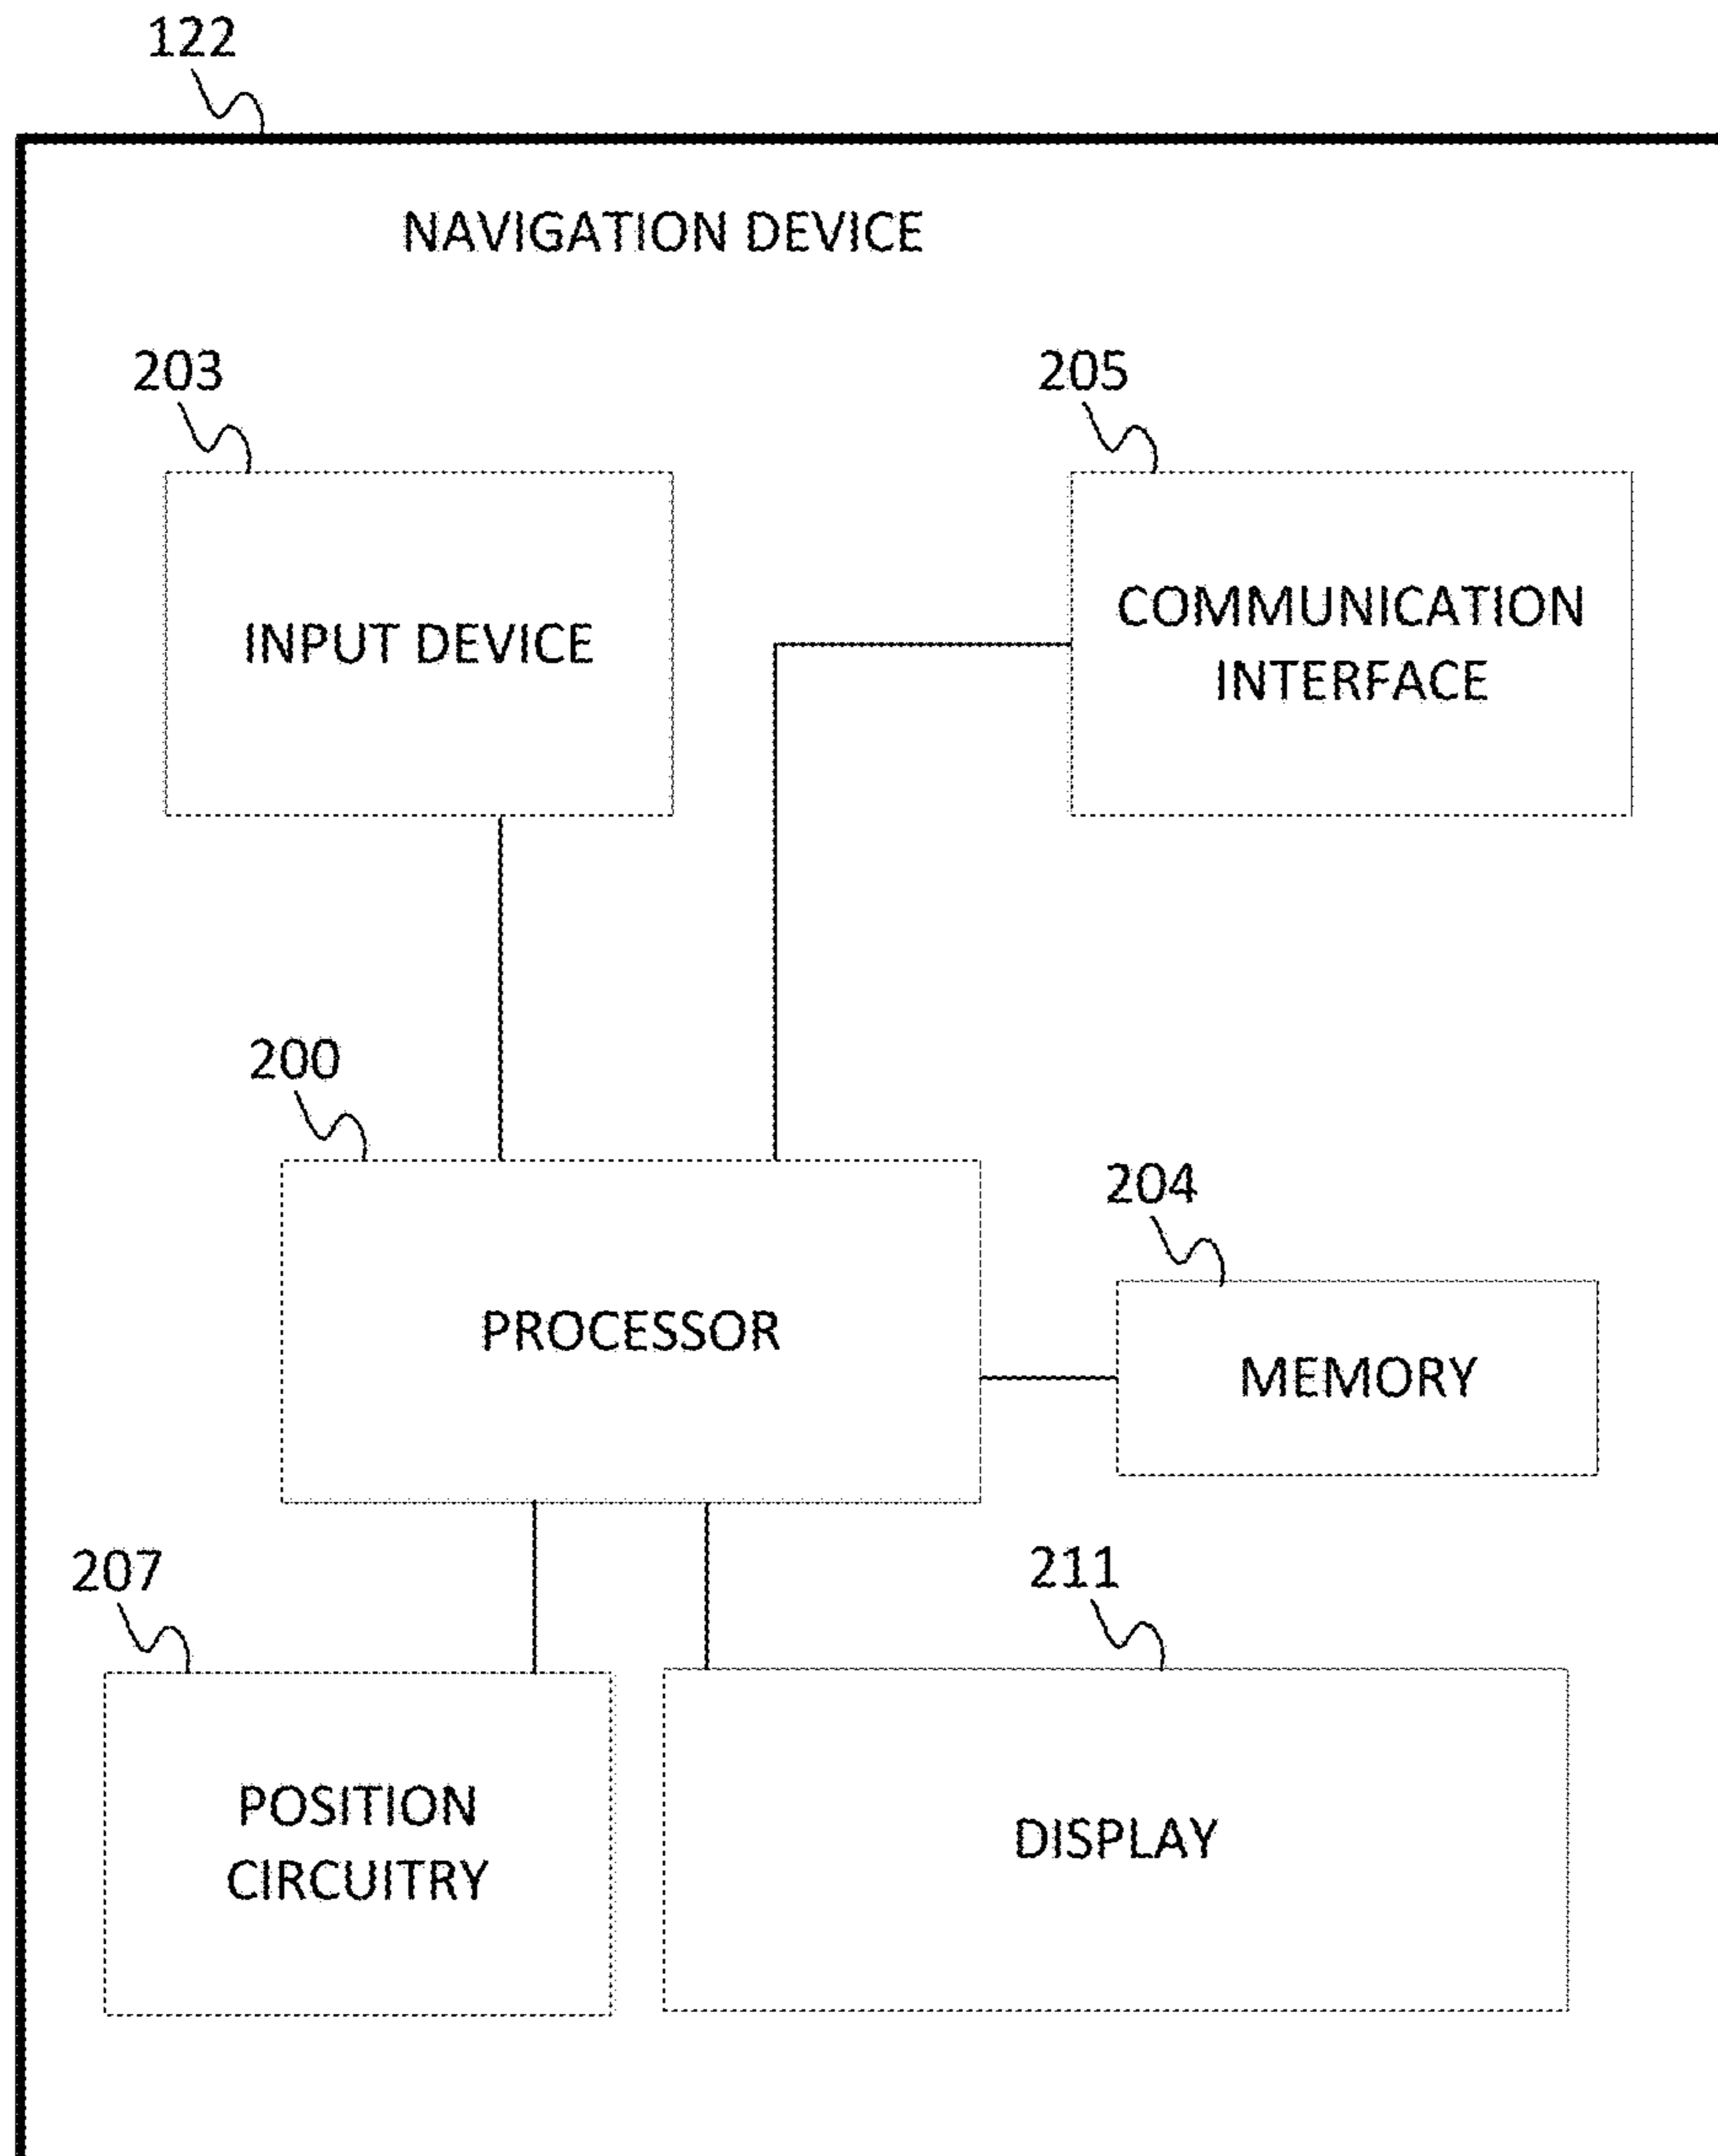 122
NAVIGATION DEVICE
203
205
INPUT DEVICE
COMMUNICATION
INTERFACE
200
204
PROCESSOR
MEMORY
207
211
POSITION
CIRCUITRY
DISPLAY